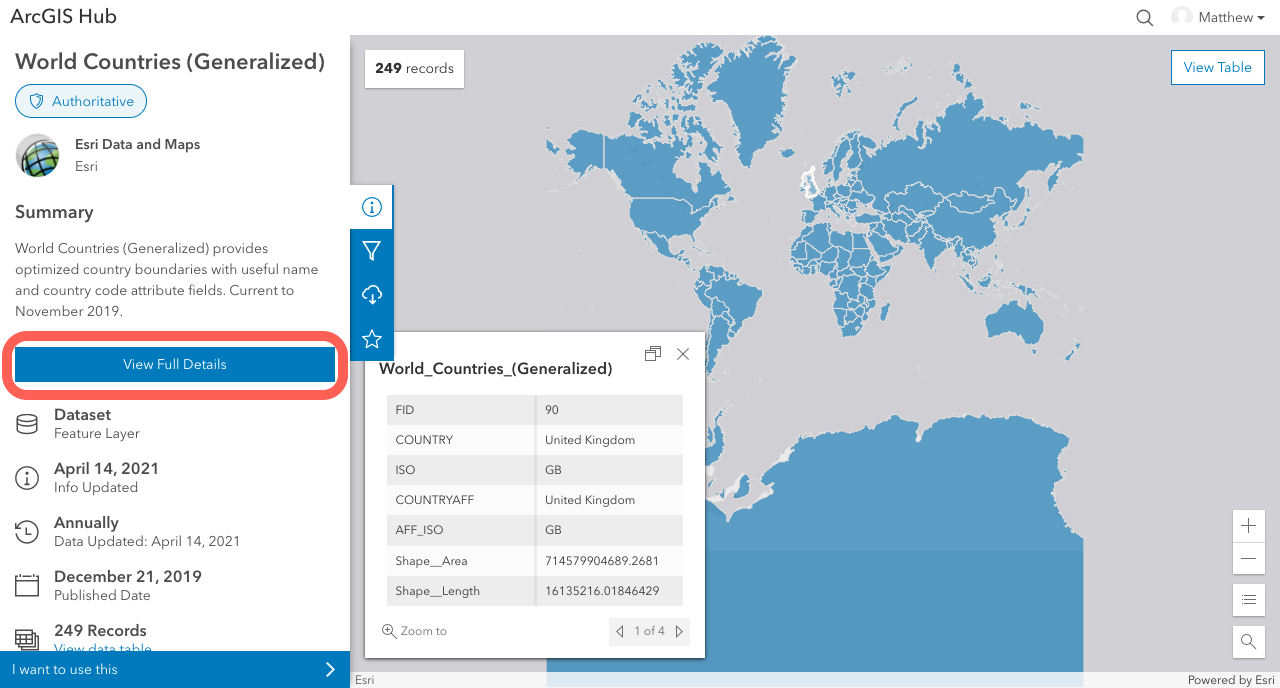 ArcGIS Hub
Matthew
World Countries (Generalized)
Authoritative
Esri Data and Maps
Esri
Summary
World Countries (Generalized) provides
optimized country boundaries with useful name
and country code attribute fields. Current to
November 2019.
View Full Details
Dataset
Feature Layer
April 14, 2021
Info Updated
Annually
Data Updated: April 14, 2021
December 21, 2019
Published Date
249 Records
View data table
I want to use this
249 records
View Table
World_Countries_(Generalized)
FID 90
COUNTRY United Kingdom
ISO GB
COUNTRYAFF United Kingdom
AFF_ISO GB
Shape__Area 714579904689.2681
Shape__Length 16135216.01846429
Zoom to
1 of 4
Esri
Powered by Esri